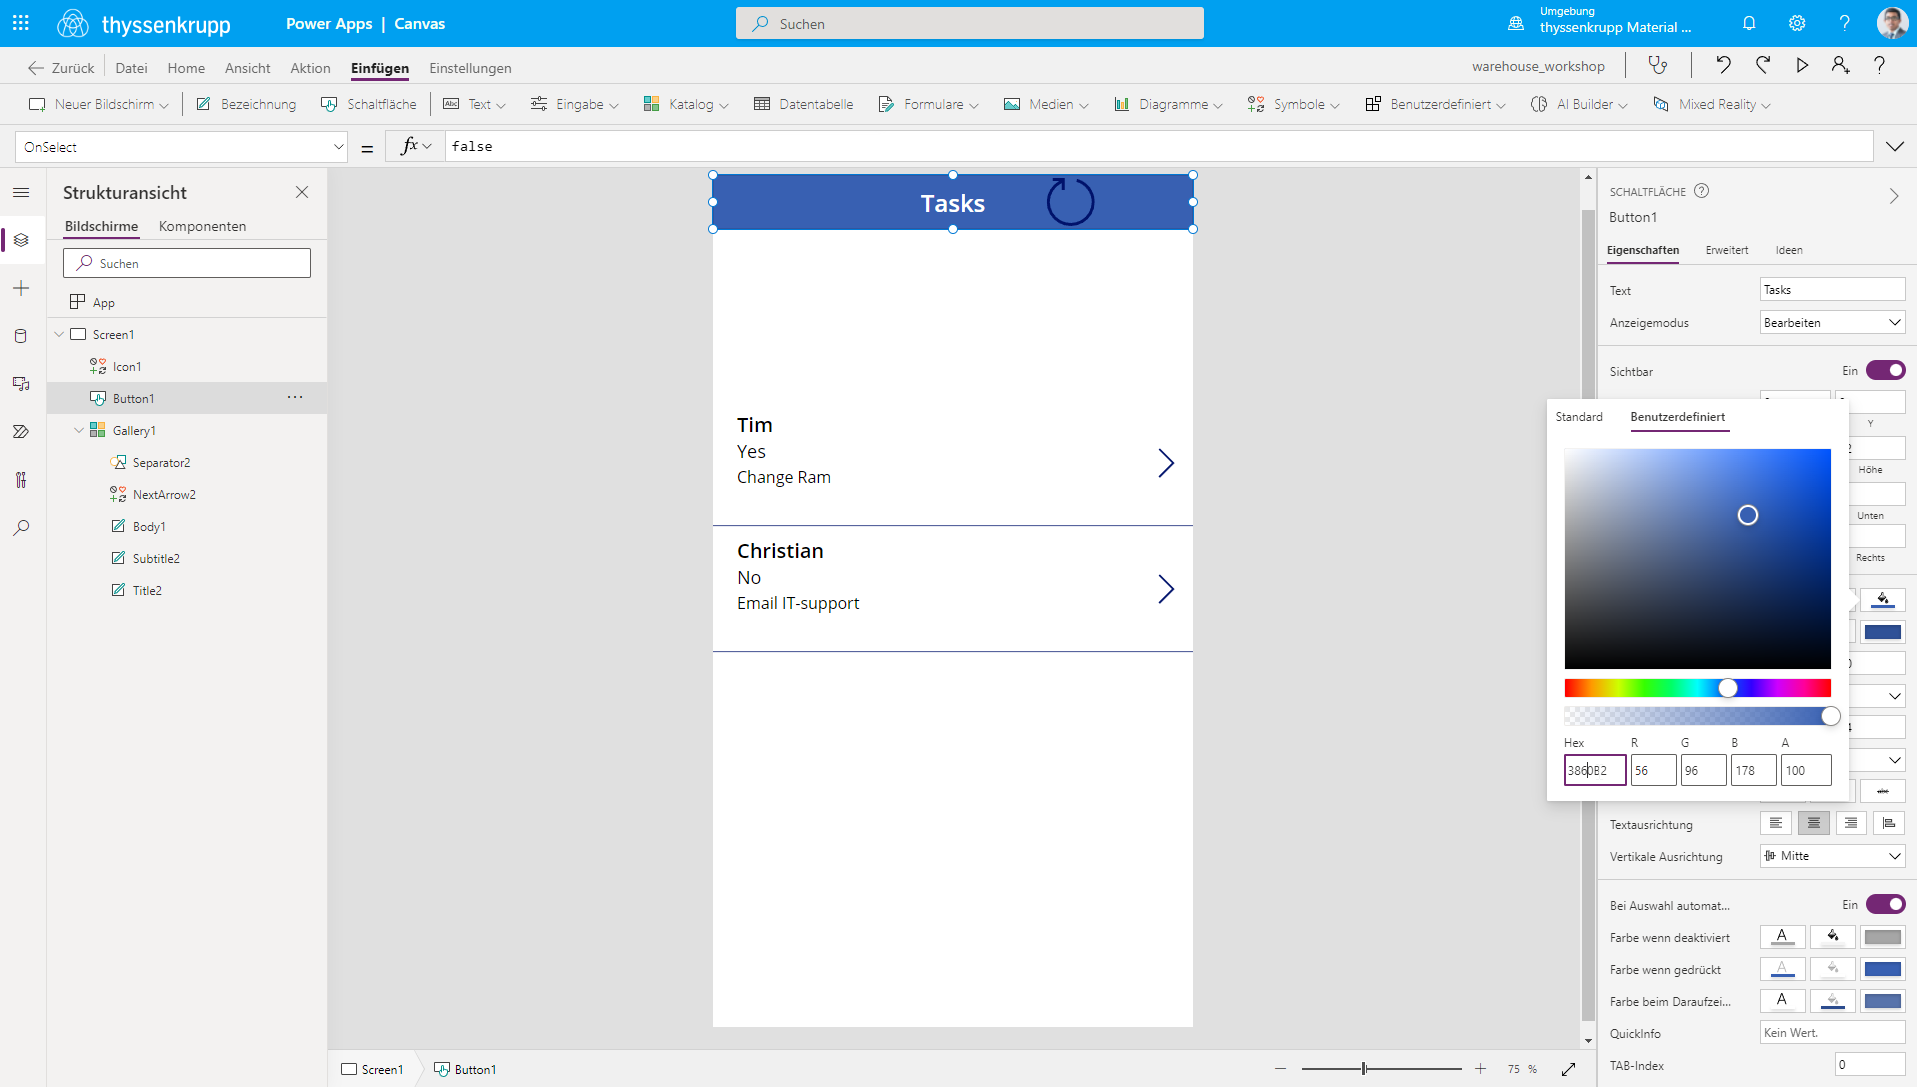 thyssenkrupp
Power Apps | Canvas
Suchen
Umgebung
thyssenkrupp Material ...
Zurück
Datei
Home
Ansicht
Aktion
Einfügen
Einstellungen
warehouse_workshop
Neuer Bildschirm
Bezeichnung
Schaltfläche
Abc
Text
Eingabe
Katalog
Datentabelle
Formulare
Medien
Diagramme
Symbole
Benutzerdefiniert
AI Builder
Mixed Reality
OnSelect
=
fx
false
Strukturansicht
Bildschirme
Komponenten
Suchen
App
Screen1
Icon1
Button1
...
Gallery1
Separator2
NextArrow2
Body1
Subtitle2
Title2
Tasks
Tim
Yes
Change Ram
Christian
No
Email IT-support
SCHALTFLÄCHE
Button1
Eigenschaften
Erweitert
Ideen
Text
Tasks
Anzeigemodus
Bearbeiten
Sichtbar
Ein
Y
Höhe
Unten
Rechts
Standard
Benutzerdefiniert
Hex
R
G
B
A
3860B2
56
96
178
100
abc
Textausrichtung
Vertikale Ausrichtung
Mitte
Bei Auswahl automat...
Ein
Farbe wenn deaktiviert
A
Farbe wenn gedrückt
A
Farbe beim Daraufzei...
A
QuickInfo
Kein Wert.
TAB-Index
0
Screen1
Button1
75 %